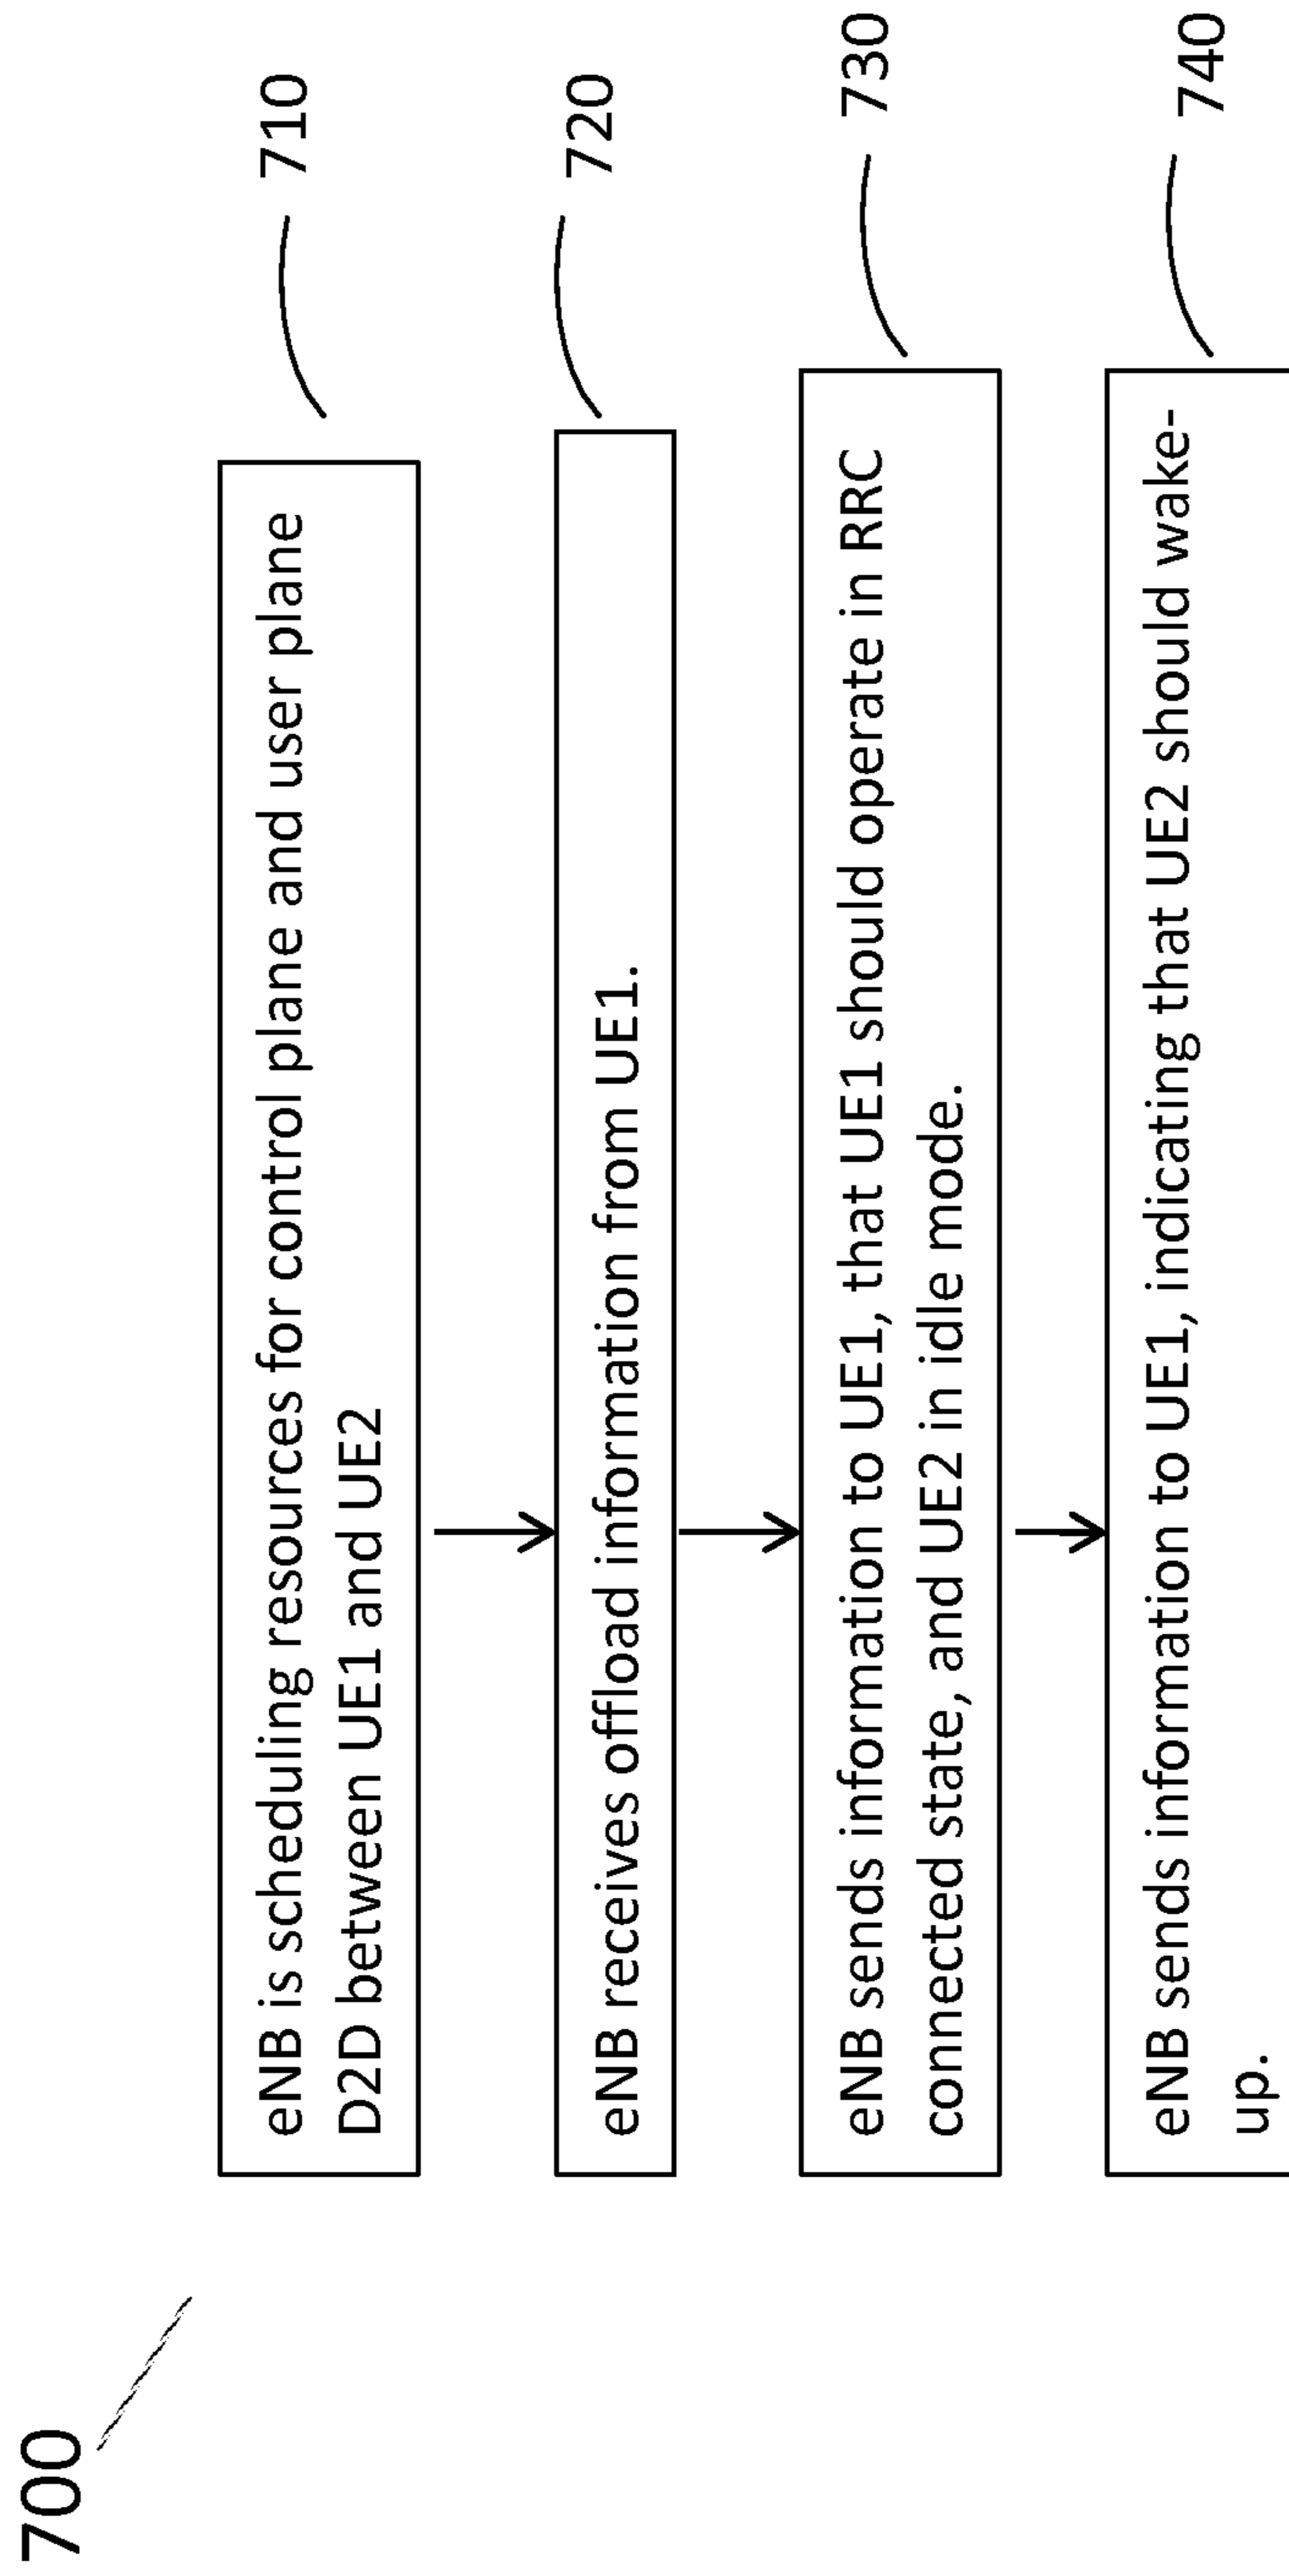 700
eNB is scheduling resources for control plane and user plane
D2D between UE1 and UE2
710
eNB receives offload information from UE1.
720
eNB sends information to UE1, that UE1 should operate in RRC
connected state, and UE2 in idle mode.
730
eNB sends information to UE1, indicating that UE2 should wake-
up.
740